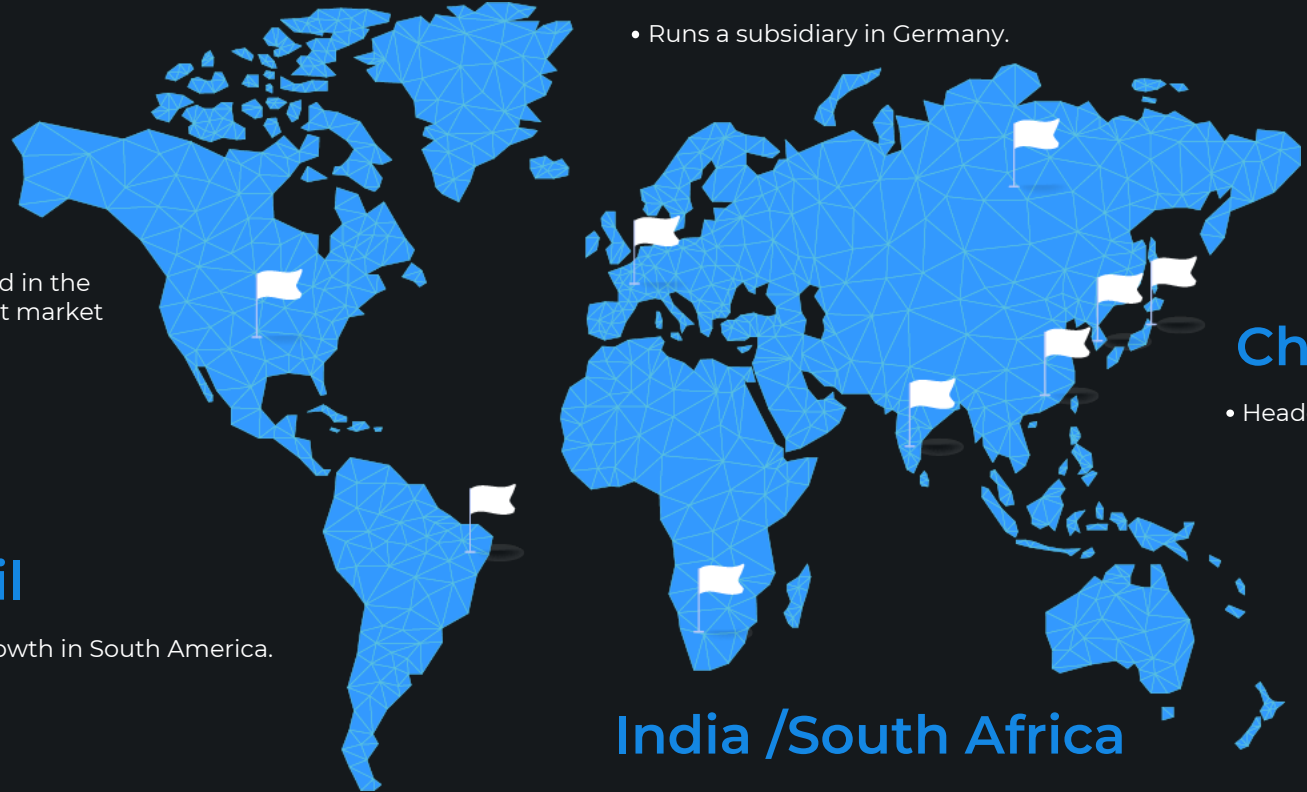 • Runs a subsidiary in Germany.
d in the
t market
Ch
• Head
il
owth in South America.
India /South Africa